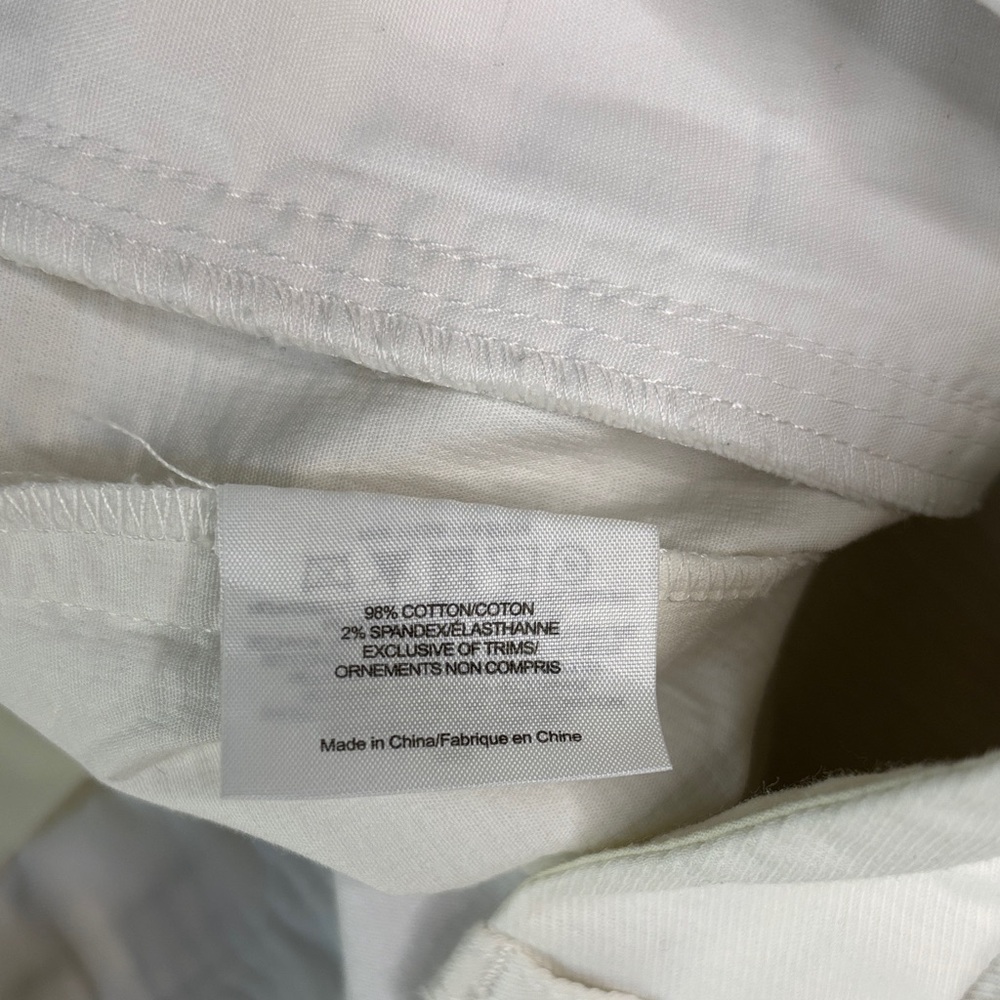 98% COTTON/COTON
2% SPANDEX/ÉLASTHANNE
EXCLUSIVE OF TRIMS/
ORNEMENTS NON COMPRIS
Made in China/Fabrique en Chine